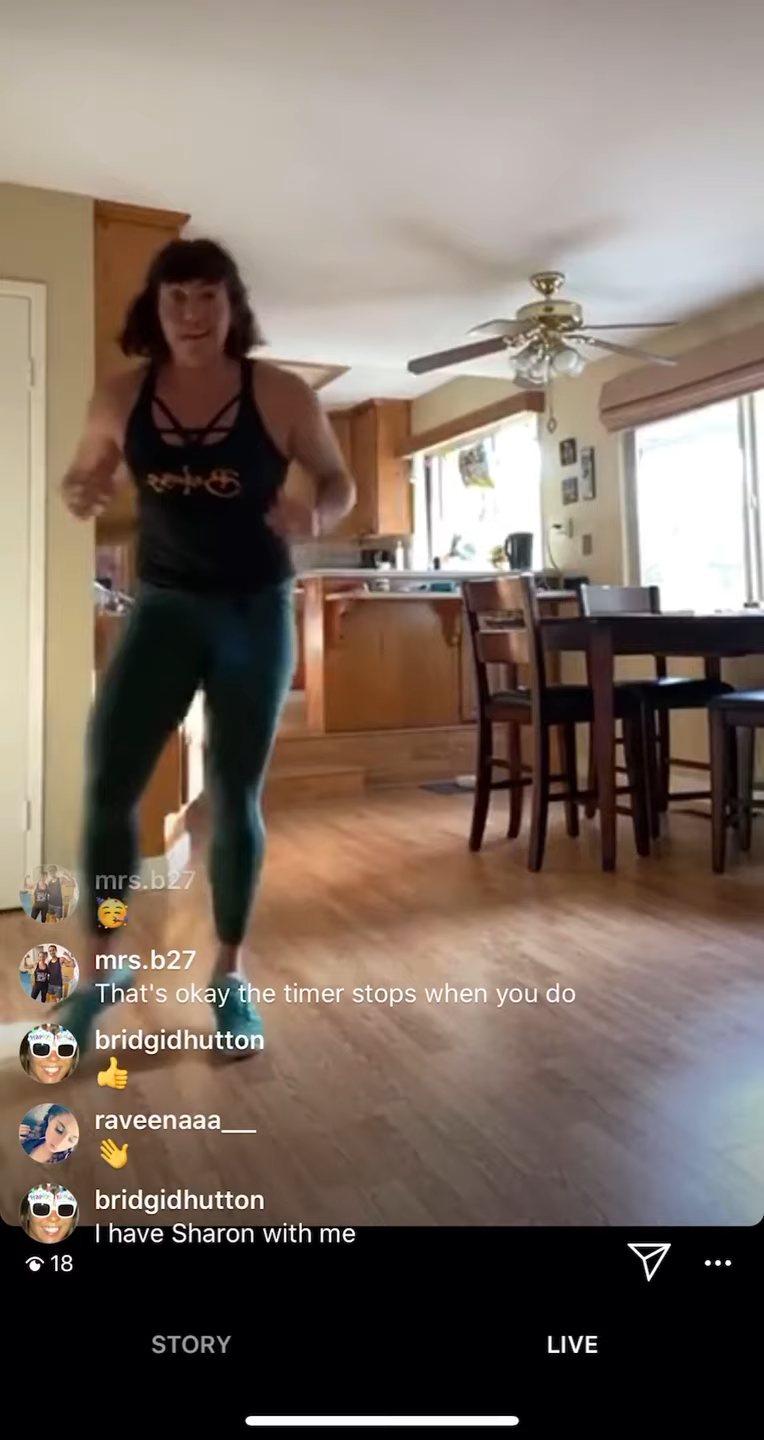 mrs.b27
🥳
mrs.b27
That's okay the timer stops when you do
bridgidhutton
👍
raveenaaa___
👋
bridgidhutton
I have Sharon with me
18
STORY
LIVE